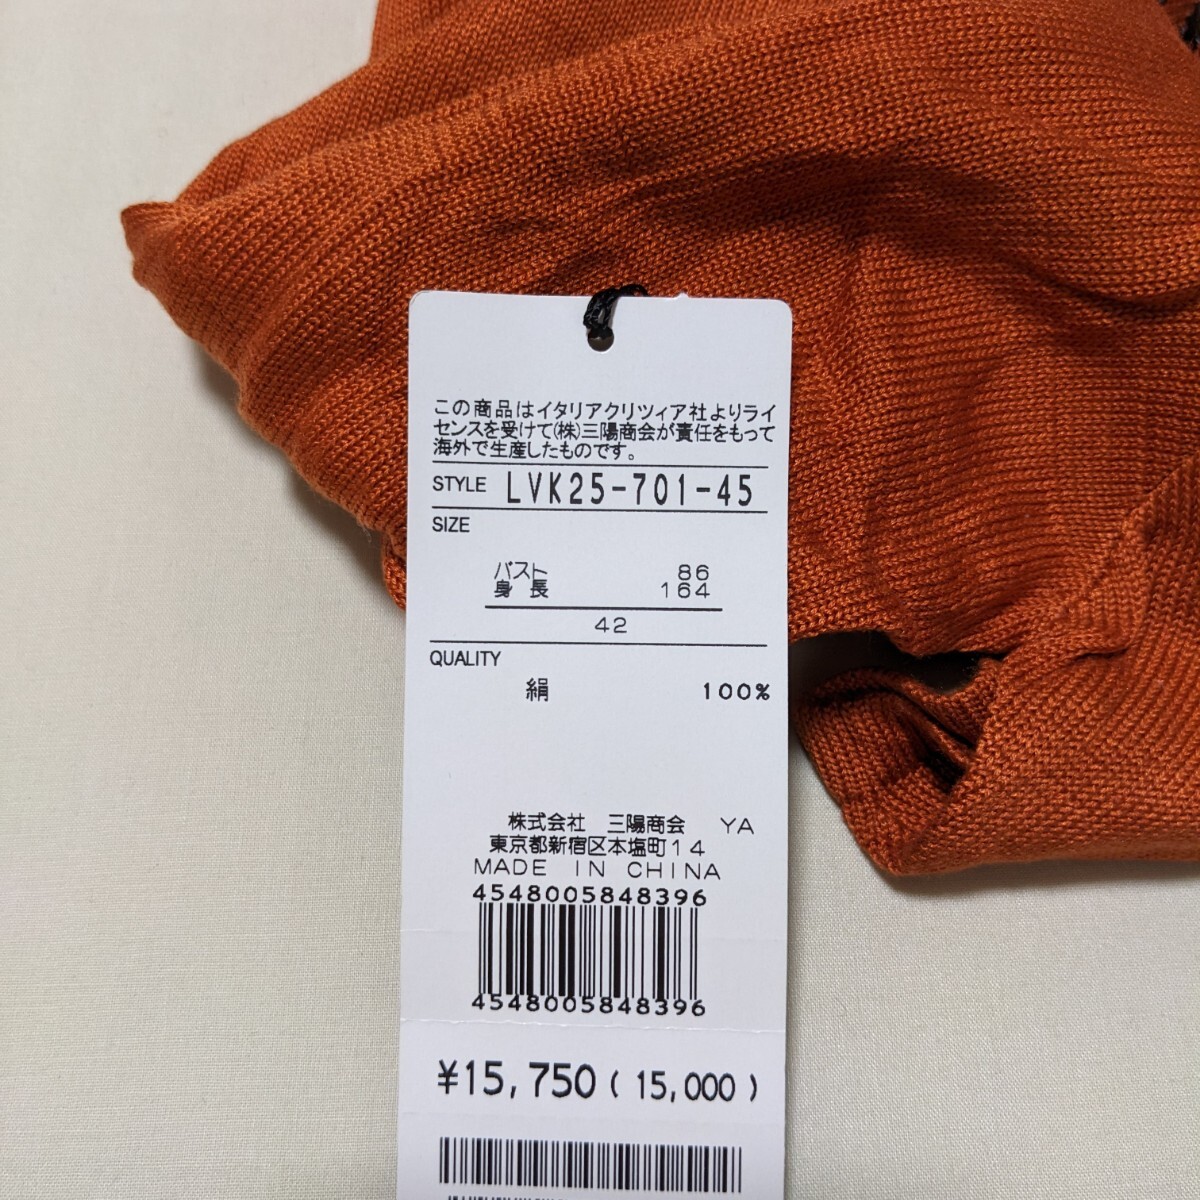 この商品はイタリアクリツィア社よりライ
センスを受けて(株)三陽商会が責任をもって
海外で生産したものです。
STYLE LVK25-701-45
SIZE
バスト 86
身長 164
42
QUALITY
絹 100%
株式会社 三陽商会 YA
東京都新宿区本塩町14
MADE IN CHINA
4548005848396
4548005848396
¥15,750(15,000)